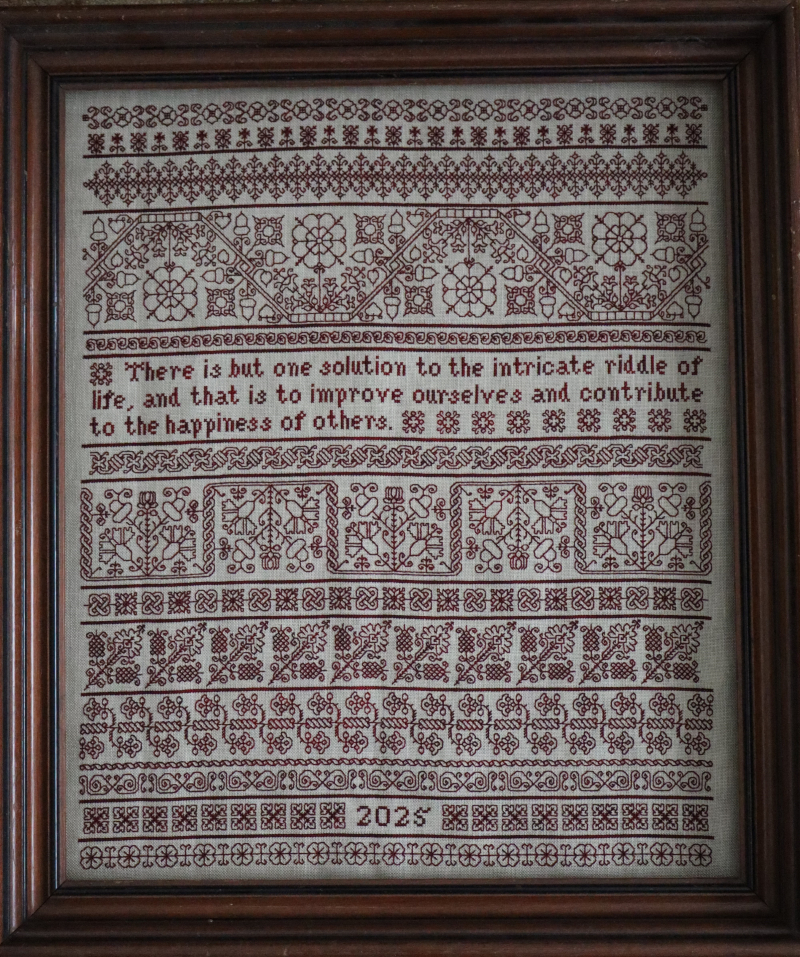 There is but one solution to the intricate riddle of
life, and that is to improve ourselves and contribute
to the happiness of others.
2025